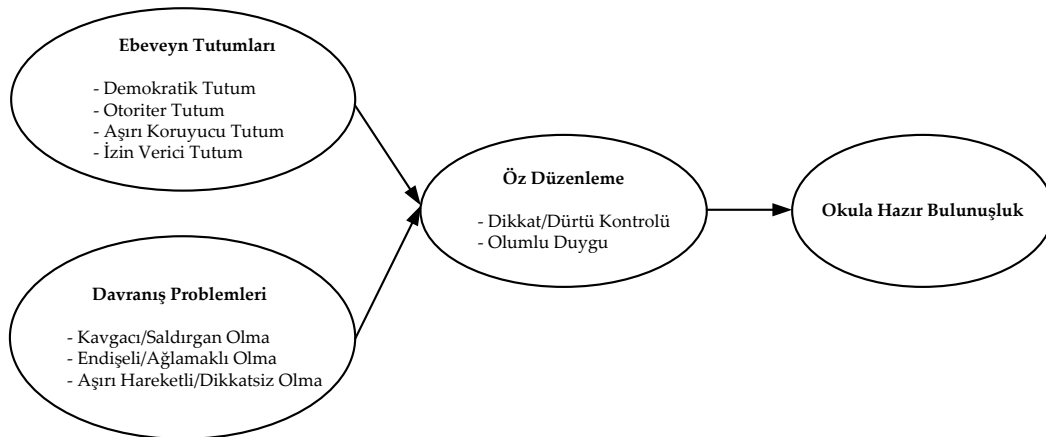 Ebeveyn Tutumları
- Demokratik Tutum
- Otoriter Tutum
- Aşırı Koruyucu Tutum
- İzin Verici Tutum
Öz Düzenleme
- Dikkat/Dürtü Kontrolü
- Olumlu Duygu
Okula Hazır Bulunuşluk
Davranış Problemleri
- Kavgacı/Saldırgan Olma
- Endişeli/Ağlamaklı Olma
- Aşırı Hareketli/Dikkatsiz Olma